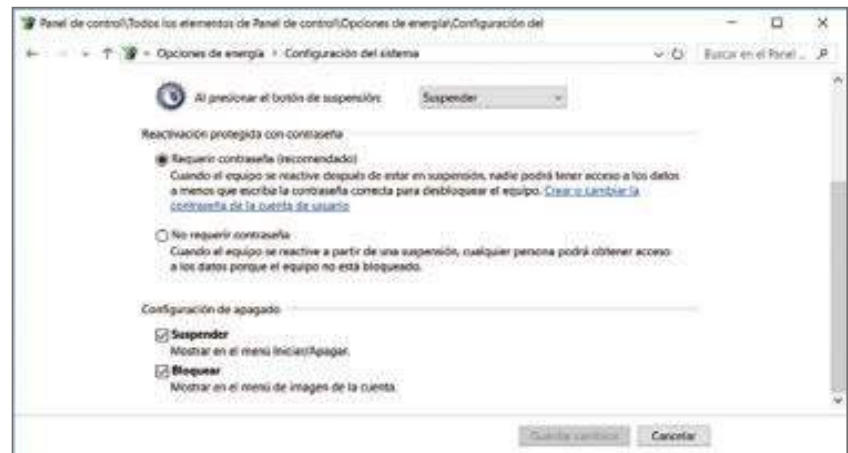 Panel de control\Todos los elementos de Panel de control\Opciones de energía\Configuración del
Opciones de energía › Configuración del sistema
Buscar en el Panel ...
Al presionar el botón de suspensión: Suspender
Reactivación protegida con contraseña
Requerir contraseña (recomendado)
Cuando el equipo se reactive después de estar en suspensión, nadie podrá tener acceso a los datos
a menos que escriba la contraseña correcta para desbloquear el equipo. Crear o cambiar la
contraseña de la cuenta de usuario
No requerir contraseña
Cuando el equipo se reactive a partir de una suspensión, cualquier persona podrá obtener acceso
a los datos porque el equipo no está bloqueado.
Configuración de apagado
Suspender
Mostrar en el menú Iniciar/Apagar.
Bloquear
Mostrar en el menú de imagen de la cuenta.
Guardar cambios Cancelar